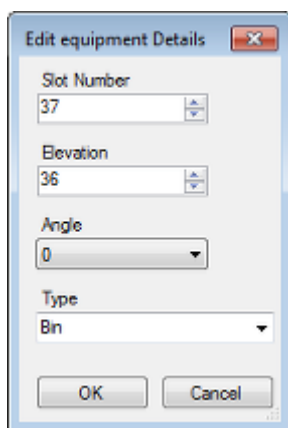 Edit equipment Details
Slot Number
37
Elevation
36
Angle
0
Type
Bin
OK
Cancel